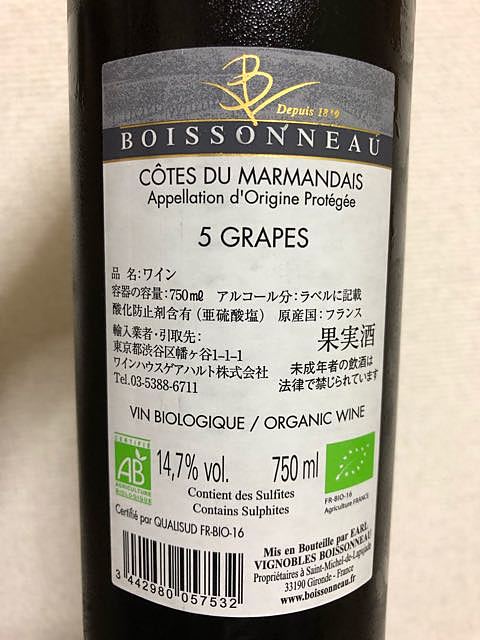 B
Depuis 1839
BOISSONNEAU
CÔTES DU MARMANDAIS
Appellation d'Origine Protégée
5 GRAPES
品 名:ワイン
容器の容量:750㎖ アルコール分:ラベルに記載
酸化防止剤含有(亜硫酸塩) 原産国:フランス
輸入業者・引取先:
東京都渋谷区幡ヶ谷1-1-1
ワインハウスゲアハルト株式会社
Tel.03-5388-6711
果実酒
未成年者の飲酒は
法律で禁じられています
VIN BIOLOGIQUE / ORGANIC WINE
CERTIFIÉ
AB
AGRICULTURE
BIOLOGIQUE
14,7% vol. 750 ml
Contient des Sulfites
Contains Sulphites
FR-BIO-16
Agriculture FRANCE
Certifié par QUALISUD FR-BIO-16
3 442980 057532
Mis en Bouteille par EARL
VIGNOBLES BOISSONNEAU
Propriétaires à Saint-Michel-de-Lapujade
33190 Gironde - France
www.boissonneau.fr